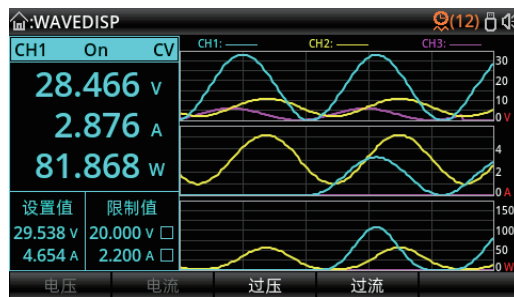 :WAVEDISP
(12)
CH1 On CV
28.466 V
2.876 A
81.868 W
设置值 限制值
29.538 V 20.000 V
4.654 A 2.200 A
CH1: CH2: CH3:
30
20
10
0 V
4
2
0 A
150
100
50
0 W
电压 电流 过压 过流